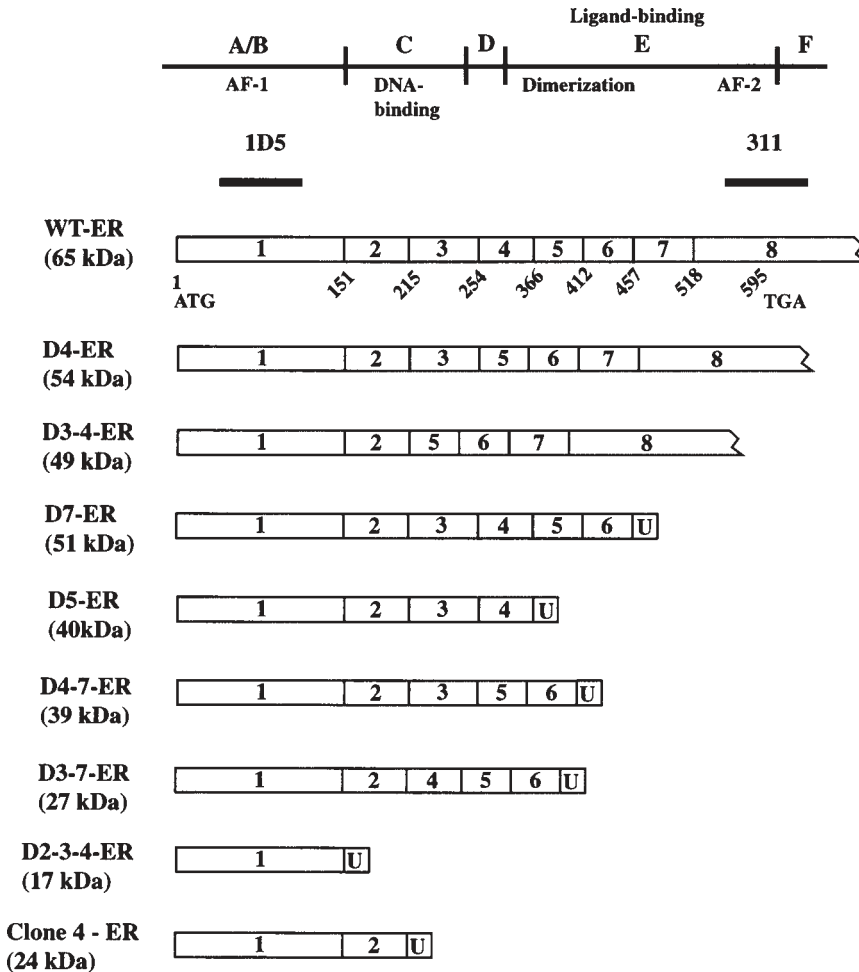 Ligand-binding
A/B C D E F
AF-1 DNA-binding Dimerization AF-2
1D5 311
WT-ER
(65 kDa)
1 2 3 4 5 6 7 8
1 151 215 254 366 412 457 518 595
ATG TGA
D4-ER
(54 kDa)
1 2 3 5 6 7 8
D3-4-ER
(49 kDa)
1 2 5 6 7 8
D7-ER
(51 kDa)
1 2 3 4 5 6 U
D5-ER
(40kDa)
1 2 3 4 U
D4-7-ER
(39 kDa)
1 2 3 5 6 U
D3-7-ER
(27 kDa)
1 2 4 5 6 U
D2-3-4-ER
(17 kDa)
1 U
Clone 4 - ER
(24 kDa)
1 2 U